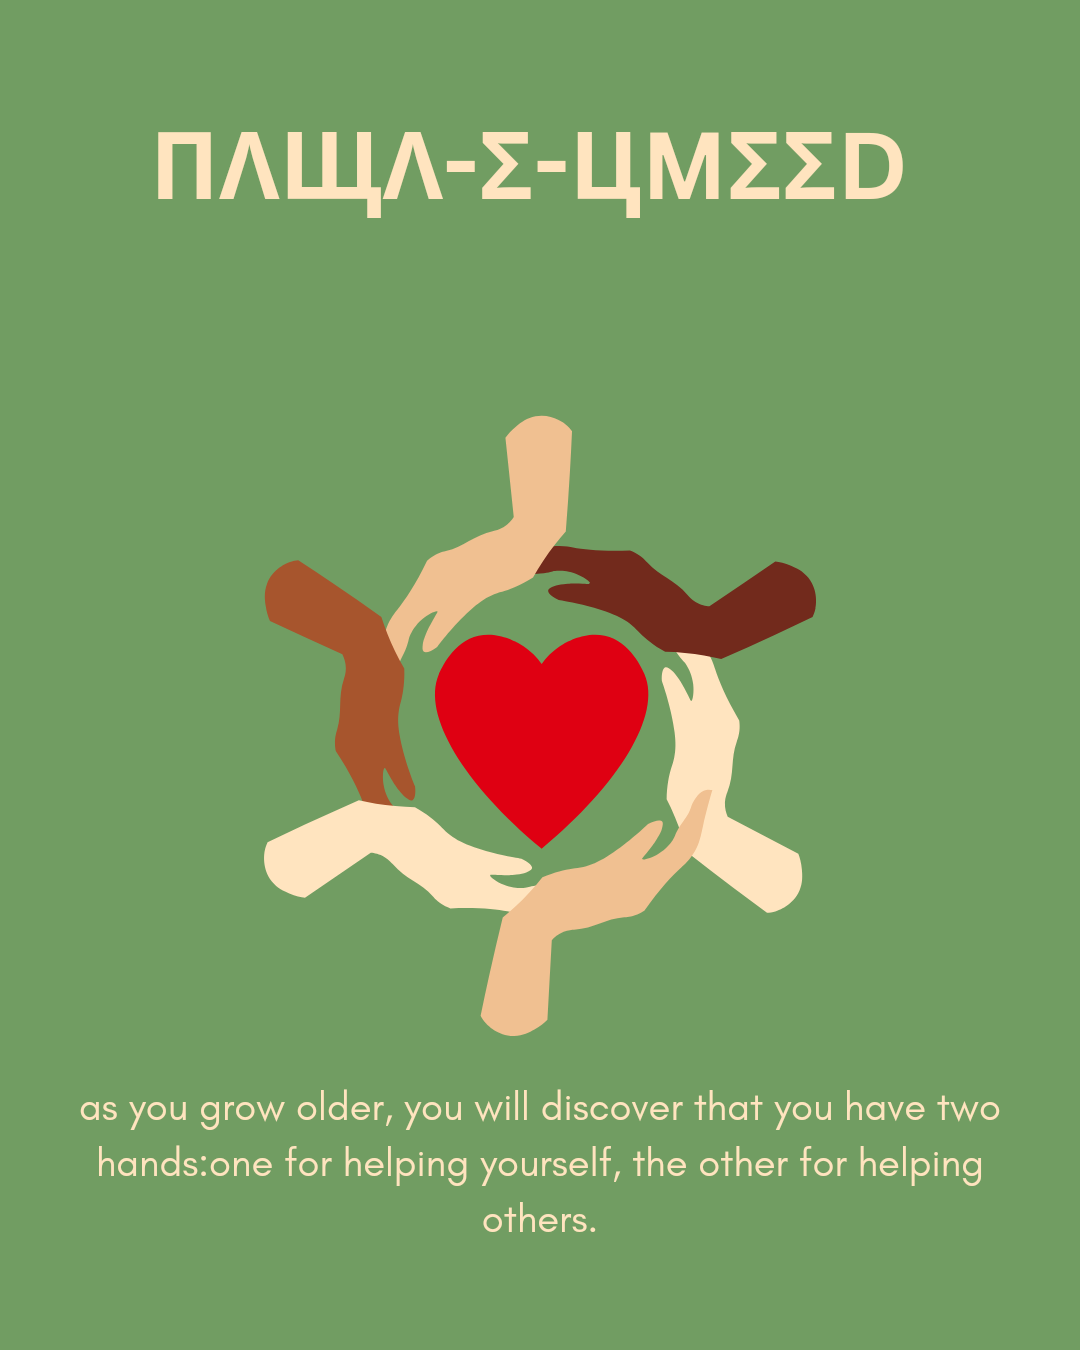 ПΛЩΛ-Σ-ЦMΣΣD
as you grow older, you will discover that you have two
hands:one for helping yourself, the other for helping
others.